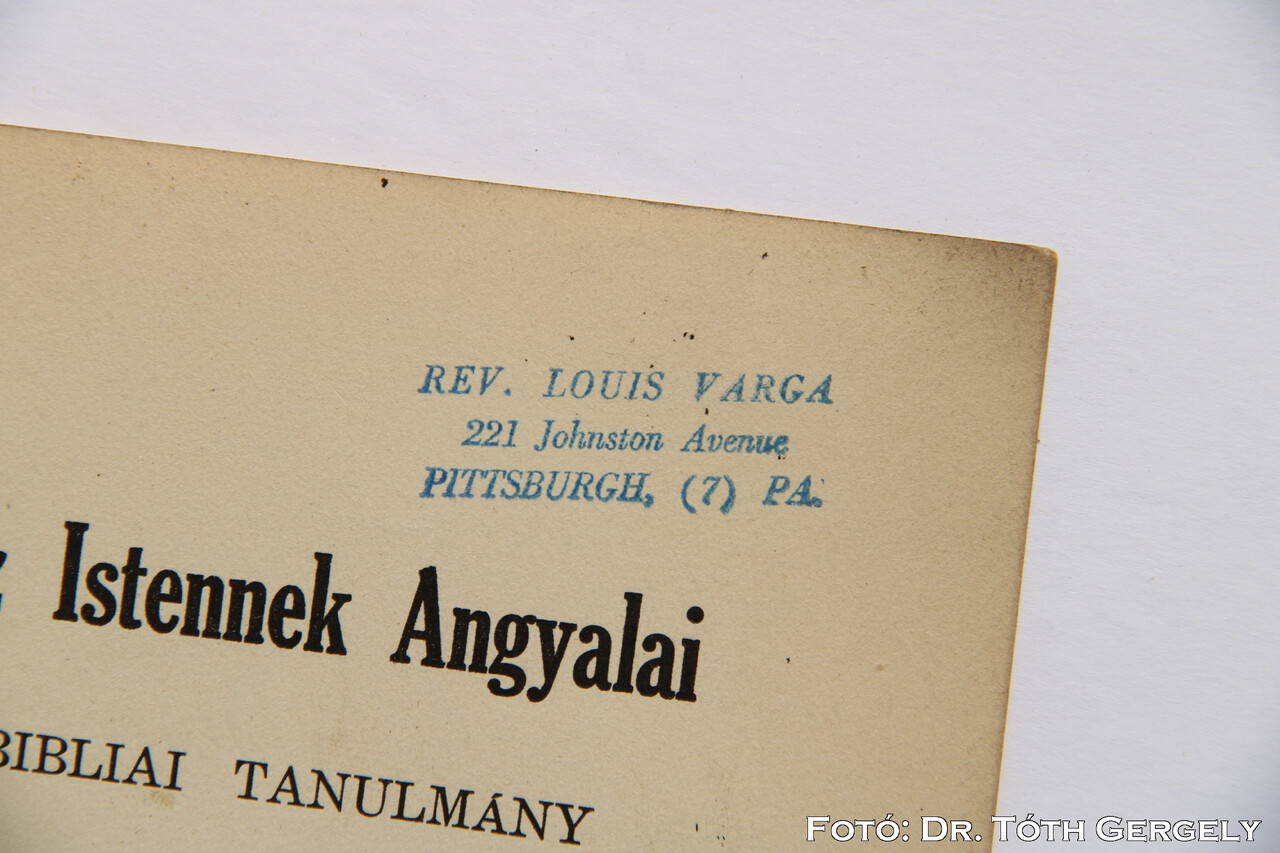 REV. LOUIS VARGA
221 Johnston Avenue
PITTSBURGH, (7) PA.
Istennek Angyalai
BIBLIAI TANULMÁNY
FOTÓ: DR. TÓTH GERGELY